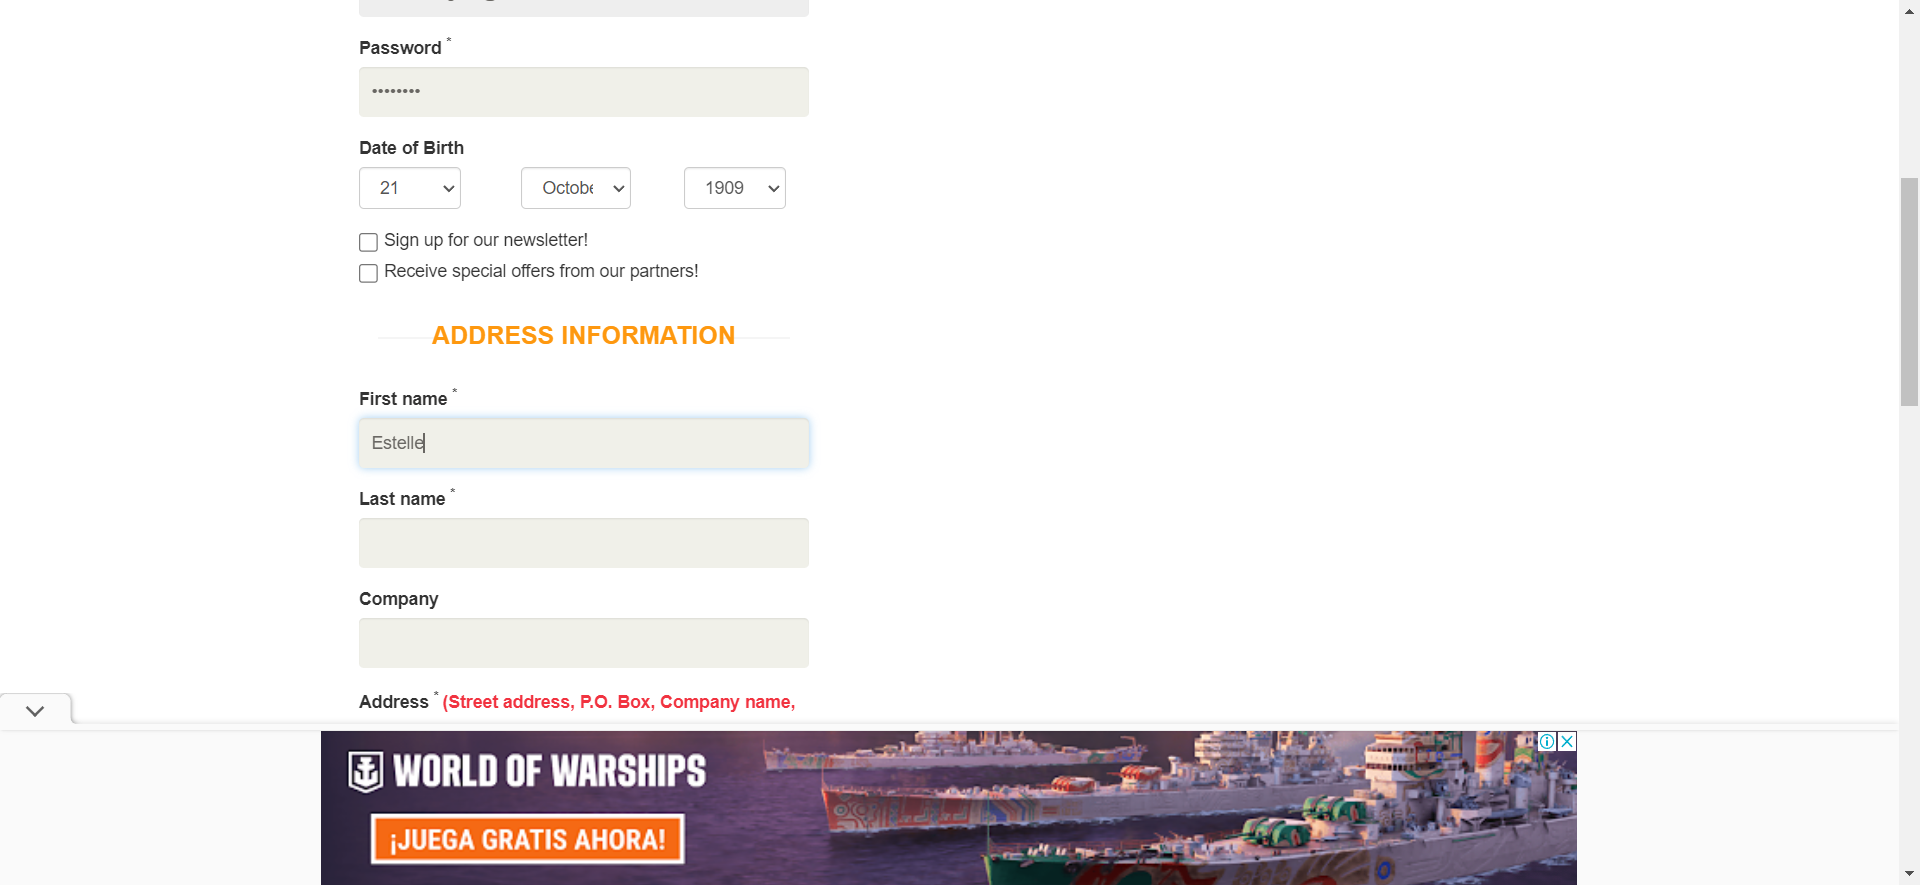 Password *
••••••••
Date of Birth
21 Octobe 1909
Sign up for our newsletter!
Receive special offers from our partners!
ADDRESS INFORMATION
First name *
Estelle
Last name *
Company
Address * (Street address, P.O. Box, Company name,
WORLD OF WARSHIPS
¡JUEGA GRATIS AHORA!